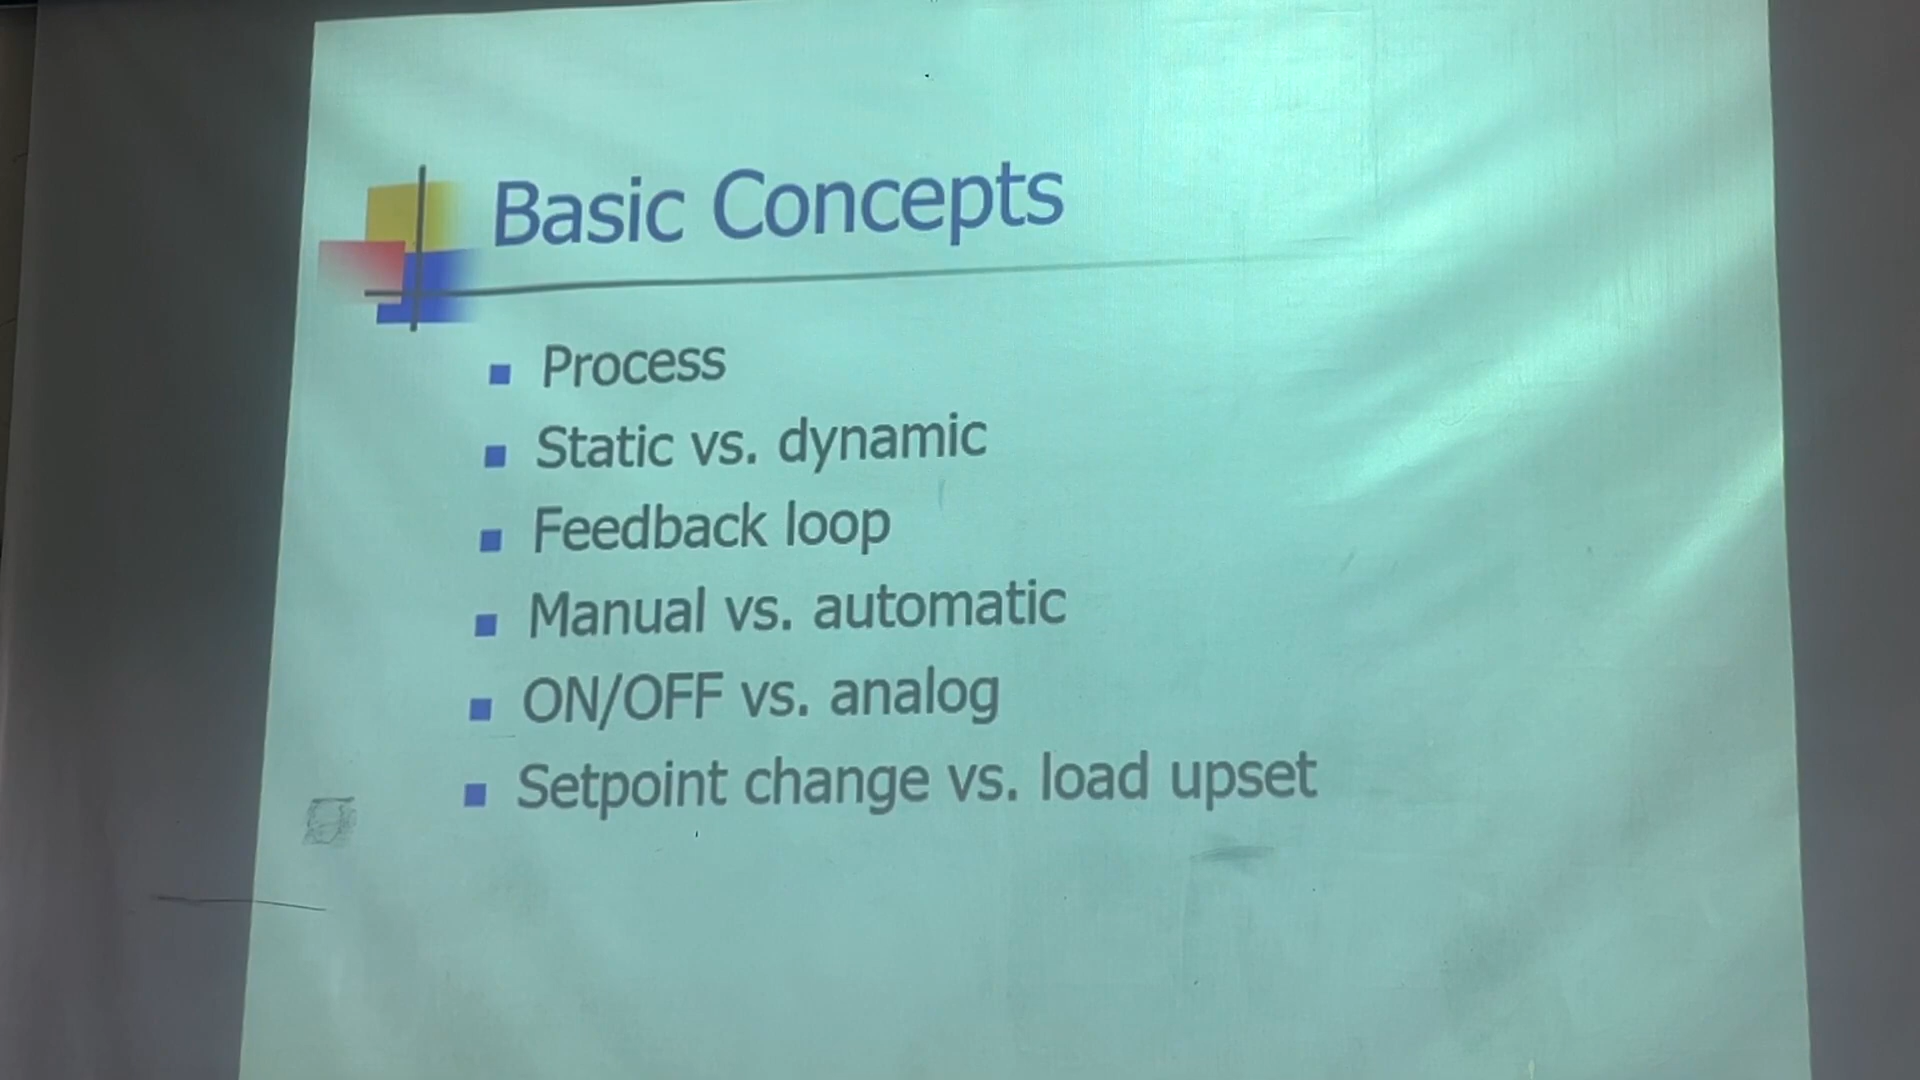 Basic Concepts
Process
Static vs. dynamic
Feedback loop
Manual vs. automatic
ON/OFF vs. analog
Setpoint change vs. load upset